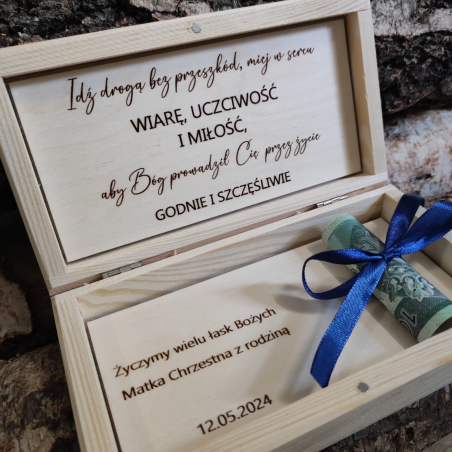 Idź drogą bez przeszkód, miej w sercu
WIARĘ, UCZCIWOŚĆ
I MIŁOŚĆ,
aby Bóg prowadził Cię przez życie
GODNIE I SZCZĘŚLIWIE
Życzymy wielu łask Bożych
Matka Chrzestna z rodziną
12.05.2024